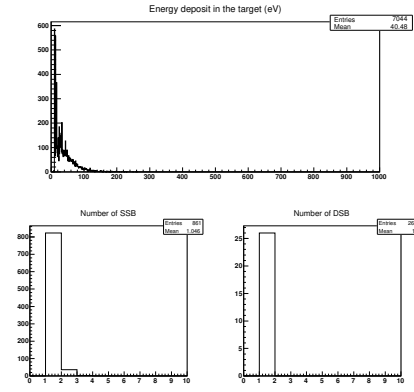 Energy deposit in the target (eV)
Entries 7044
Mean 40.48
600
500
400
300
200
100
0
0 100 200 300 400 500 600 700 800 900 1000
Number of SSB
Entries 861
Mean 1.046
800
700
600
500
400
300
200
100
0
0 1 2 3 4 5 6 7 8 9 10
Number of DSB
Entries 26
Mean 1
25
20
15
10
5
0
0 1 2 3 4 5 6 7 8 9 10